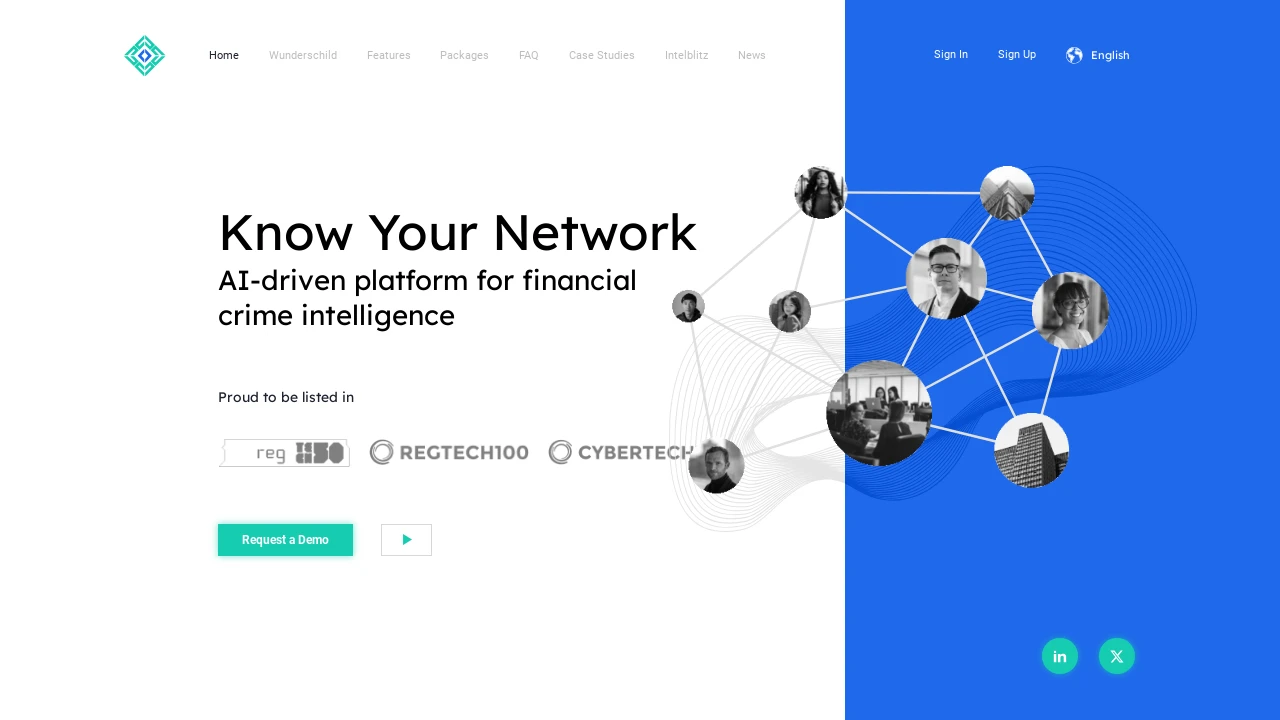 Home Wunderschild Features Packages FAQ Case Studies Intelblitz News Sign In Sign Up English
Know Your Network
AI-driven platform for financial
crime intelligence
Proud to be listed in
reg REGTECH100 CYBERTECH
Request a Demo
in X